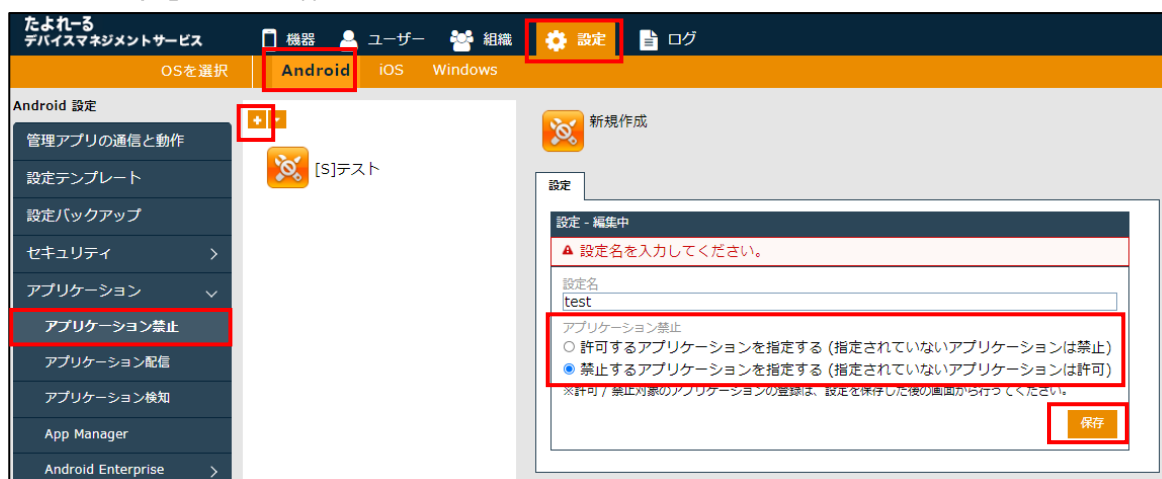 たよれーる
デバイスマネジメントサービス
機器 ユーザー 組織 設定 ログ
OSを選択 Android iOS Windows
Android 設定
管理アプリの通信と動作
設定テンプレート
設定バックアップ
セキュリティ
アプリケーション
アプリケーション禁止
アプリケーション配信
アプリケーション検知
App Manager
Android Enterprise
[S]テスト
新規作成
設定
設定 - 編集中
設定名を入力してください。
設定名
test
アプリケーション禁止
許可するアプリケーションを指定する (指定されていないアプリケーションは禁止)
禁止するアプリケーションを指定する (指定されていないアプリケーションは許可)
※許可 / 禁止対象のアプリケーションの登録は、設定を保存した後の画面から行ってください。
保存